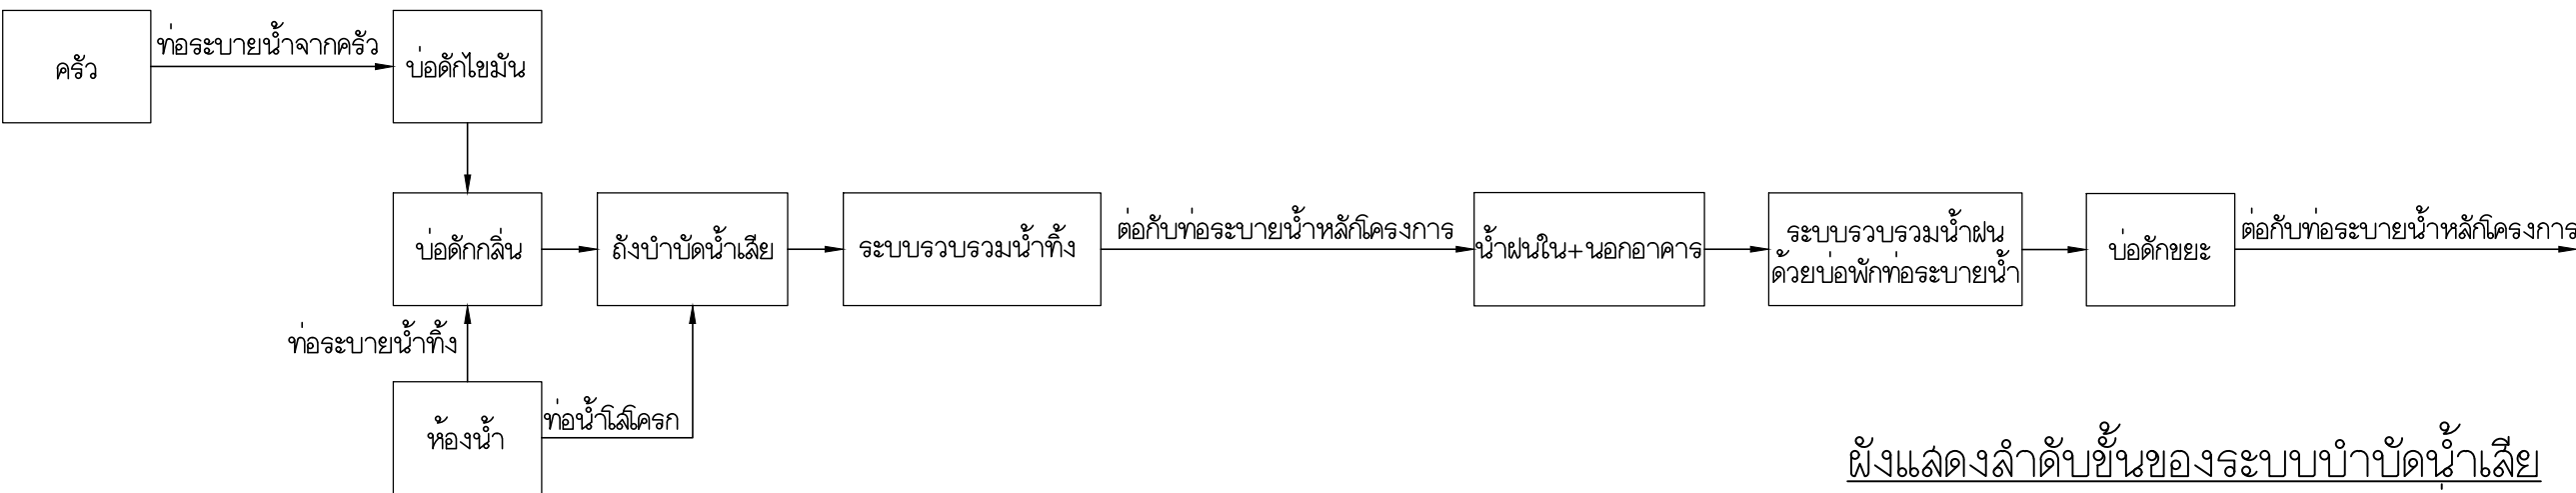 ครัว
ท่อระบายน้ำจากครัว
บ่อดักไขมัน
บ่อดักกลิ่น
ถังบำบัดน้ำเสีย
ระบบรวบรวมน้ำทิ้ง
ต่อกับท่อระบายน้ำหลักโครงการ
น้ำฝนใน+นอกอาคาร
ระบบรวบรวมน้ำฝน
ด้วยบ่อพักท่อระบายน้ำ
บ่อดักขยะ
ต่อกับท่อระบายน้ำหลักโครงการ
ท่อระบายน้ำทิ้ง
ห้องน้ำ
ท่อน้ำโสโครก
ผังแสดงลำดับขั้นของระบบบำบัดน้ำเสีย